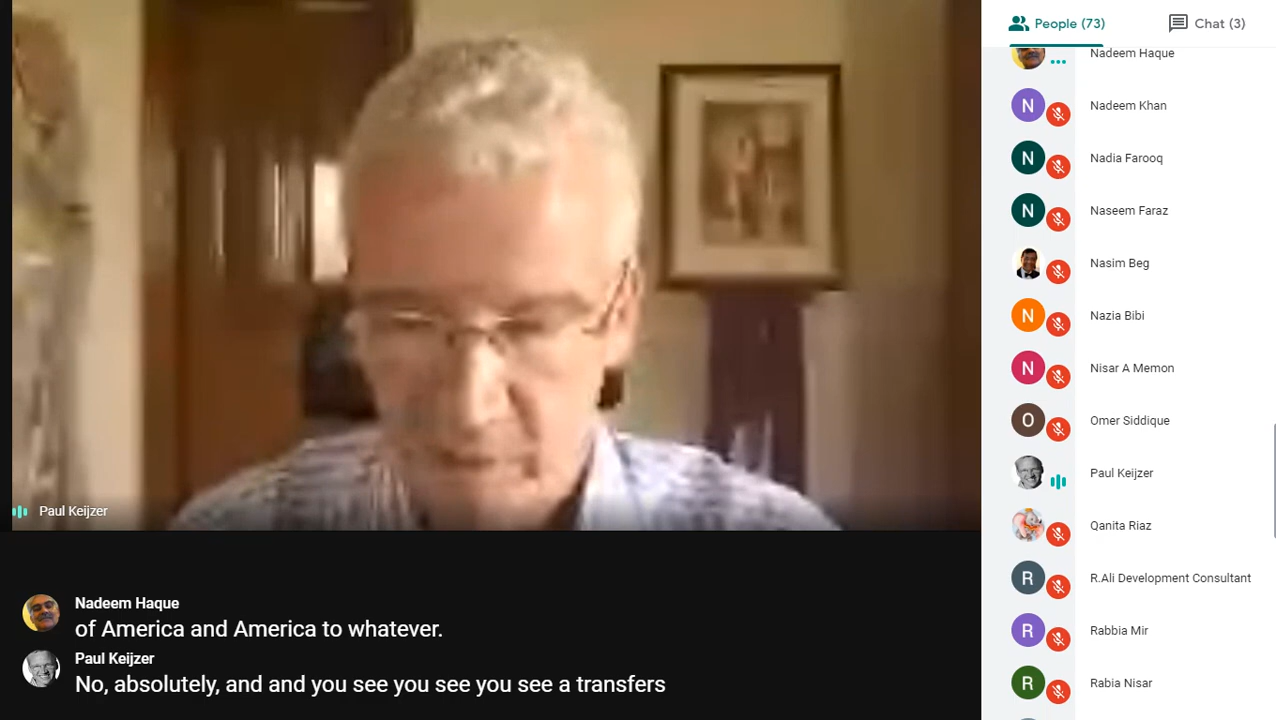 People (73)
Chat (3)
Nadeem Haque
N
Nadeem Khan
N
Nadia Farooq
N
Naseem Faraz
Nasim Beg
N
Nazia Bibi
N
Nisar A Memon
O
Omer Siddique
Paul Keijzer
Qanita Riaz
R
R.Ali Development Consultant
R
Rabbia Mir
R
Rabia Nisar
Paul Keijzer
Nadeem Haque
of America and America to whatever.
Paul Keijzer
No, absolutely, and and you see you see you see a transfers